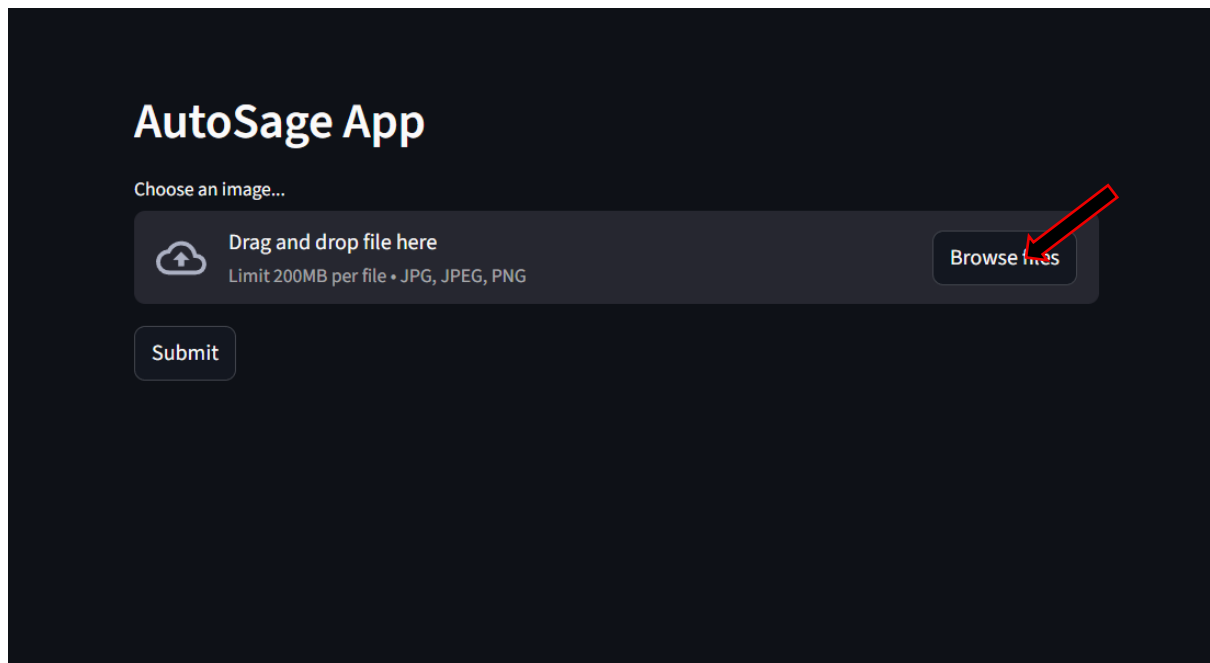 AutoSage App
Choose an image...
Drag and drop file here
Limit 200MB per file • JPG, JPEG, PNG
Browse files
Submit